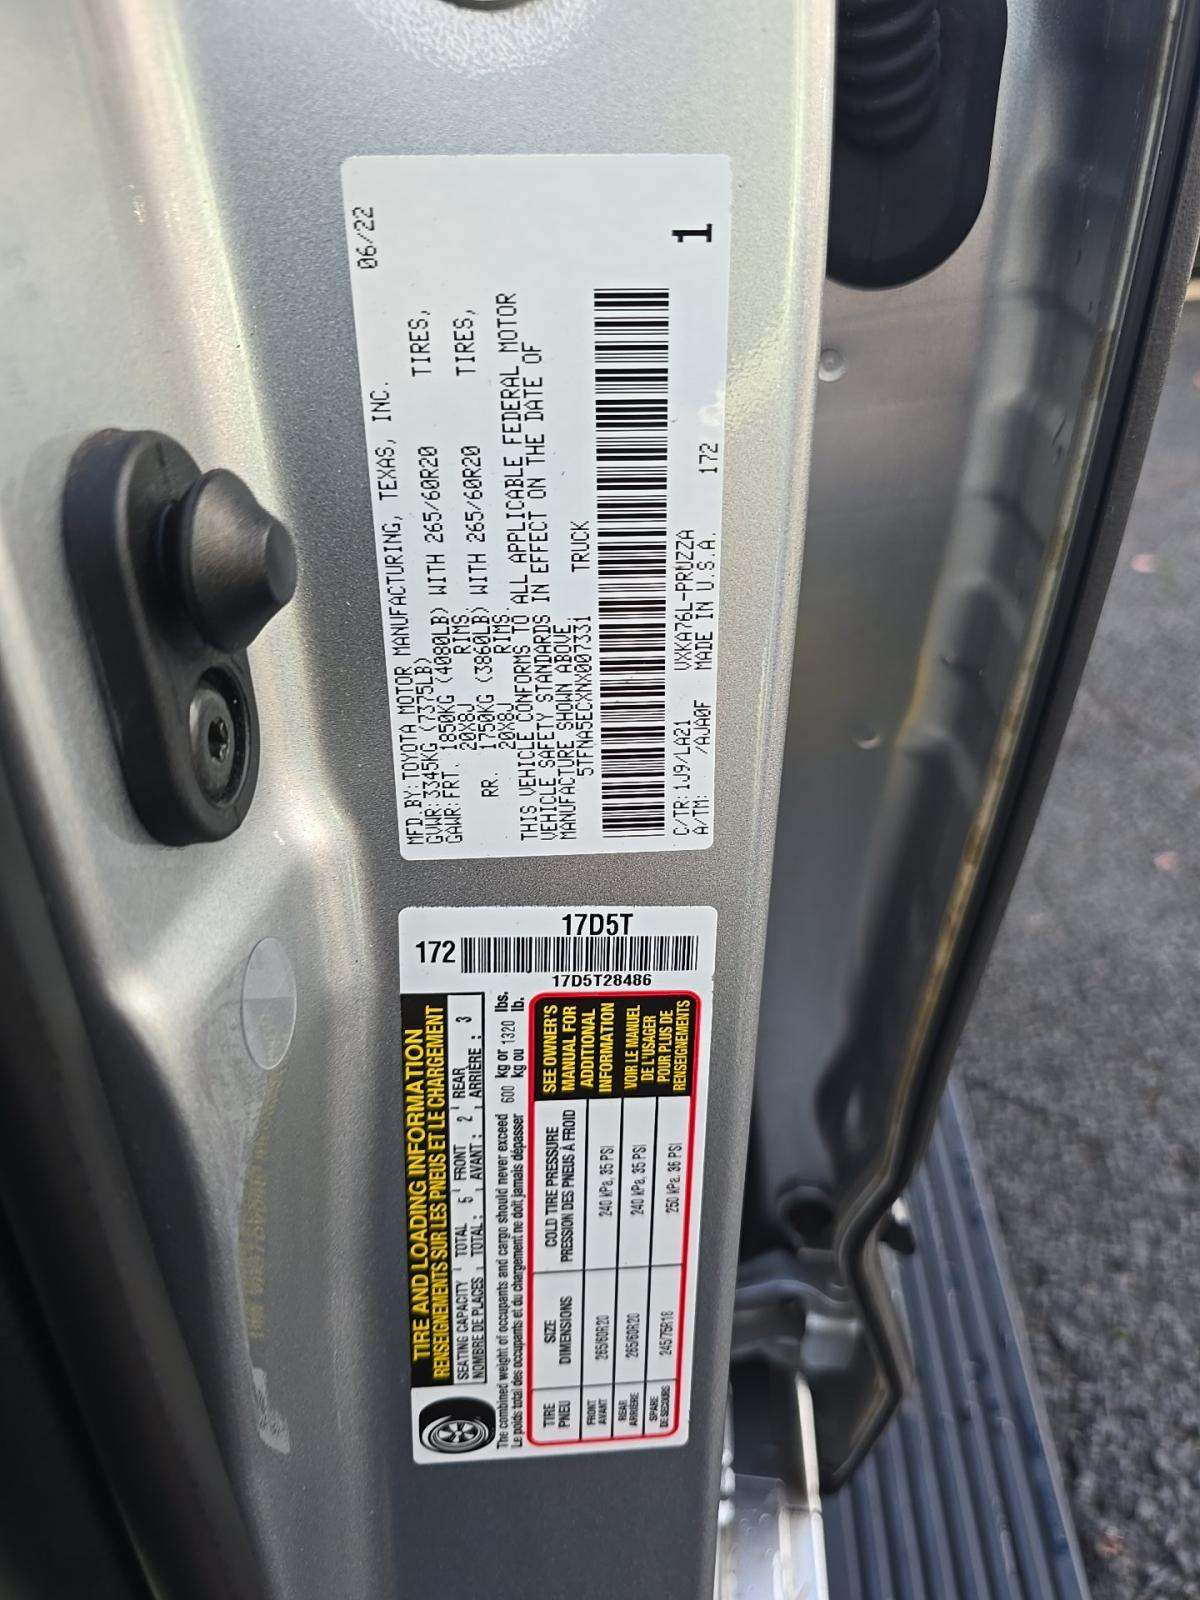 MFD.BY:TOYOTA MOTOR MANUFACTURING, TEXAS, INC. 06/22
GVWR:3345KG (7375LB)
GAWR:FRT. 1850KG (4080LB) WITH 265/60R20 TIRES,
20X8J RIMS
RR. 1750KG (3860LB) WITH 265/60R20 TIRES,
20X8J RIMS.
THIS VEHICLE CONFORMS TO ALL APPLICABLE FEDERAL MOTOR
VEHICLE SAFETY STANDARDS IN EFFECT ON THE DATE OF
MANUFACTURE SHOWN ABOVE.
5TFNA5ECXNX007331 TRUCK
C/TR:1J9/LA21 VXKA76L-PRUZZA
A/TM: /AJA0F MADE IN U.S.A. 172
1
172
17D5T
17D5T28486
TIRE AND LOADING INFORMATION
RENSEIGNEMENTS SUR LES PNEUS ET LE CHARGEMENT
SEATING CAPACITY TOTAL 5 FRONT 2 REAR 3
NOMBRE DE PLACES TOTAL : AVANT : ARRIÈRE :
The combined weight of occupants and cargo should never exceed 600 kg or 1320 lbs.
Le poids total des occupants et du chargement ne doit jamais dépasser kg ou lb.
TIRE SIZE COLD TIRE PRESSURE
PNEU DIMENSIONS PRESSION DES PNEUS À FROID
FRONT
AVANT 265/60R20 240 kPa, 35 PSI
REAR
ARRIÈRE 265/60R20 240 kPa, 35 PSI
SPARE
DE SECOURS 245/75R18 250 kPa, 36 PSI
SEE OWNER'S
MANUAL FOR
ADDITIONAL
INFORMATION
VOIR LE MANUEL
DE L'USAGER
POUR PLUS DE
RENSEIGNEMENTS